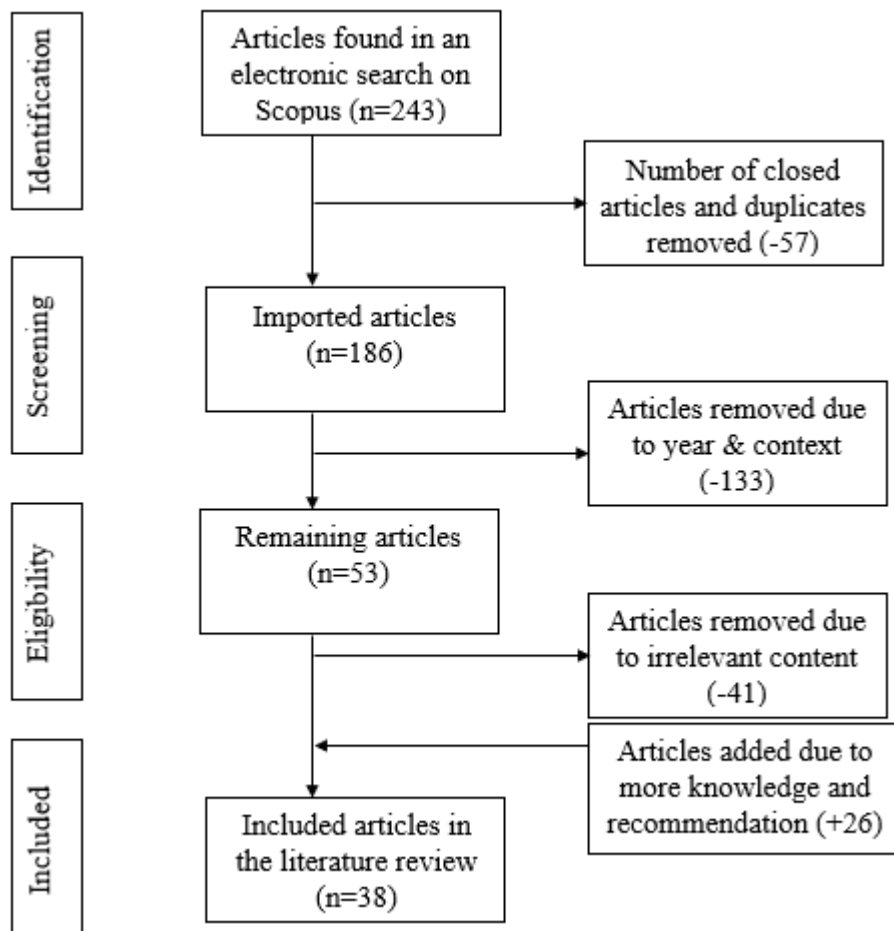 Identification
Articles found in an
electronic search on
Scopus (n=243)
Number of closed
articles and duplicates
removed (-57)
Screening
Imported articles
(n=186)
Articles removed due
to year & context
(-133)
Eligibility
Remaining articles
(n=53)
Articles removed due
to irrelevant content
(-41)
Articles added due to
more knowledge and
recommendation (+26)
Included
Included articles in
the literature review
(n=38)